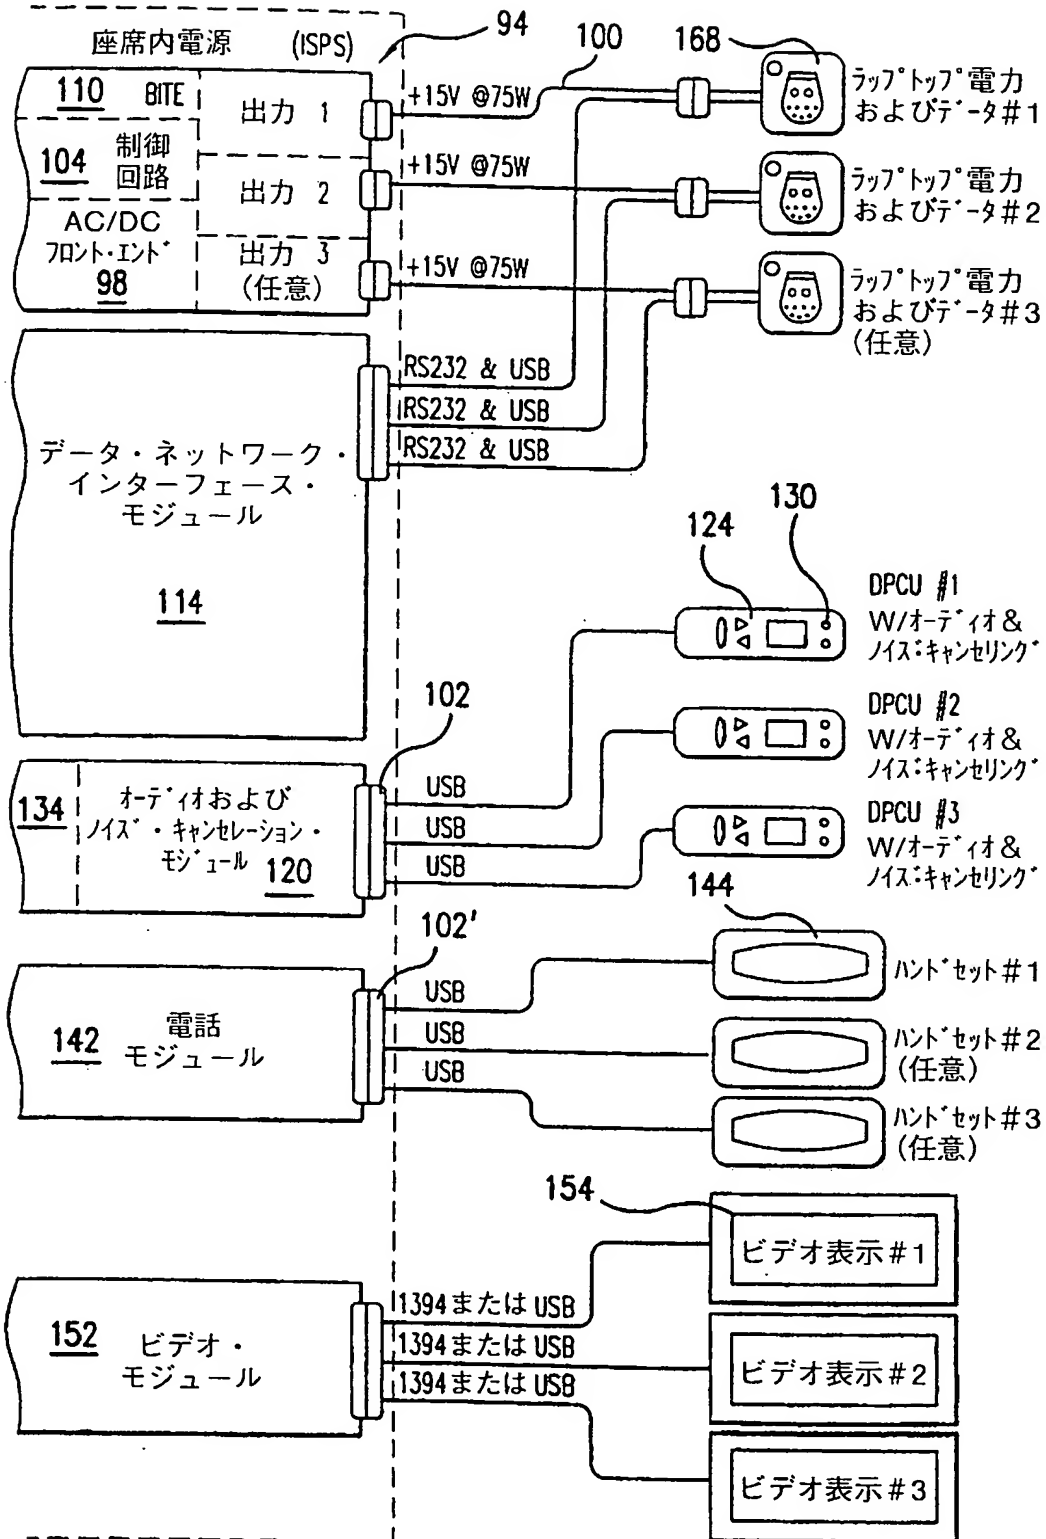 座席内電源 (ISPS)
94
100
168
110 BITE
出力 1
+15V @75W
ラップトップ電力
およびデータ#1
104 制御
回路
出力 2
+15V @75W
ラップトップ電力
およびデータ#2
AC/DC
フロント・エンド
98
出力 3
(任意)
+15V @75W
ラップトップ電力
およびデータ#3
(任意)
RS232 & USB
RS232 & USB
RS232 & USB
データ・ネットワーク・
インターフェース・
モジュール
114
124
130
DPCU #1
W/オーディオ&
ノイズ・キャンセリング
102
DPCU #2
W/オーディオ&
ノイズ・キャンセリング
134
オーディオおよび
ノイズ・キャンセレーション・
モジュール 120
USB
USB
USB
DPCU #3
W/オーディオ&
ノイズ・キャンセリング
102'
144
142 電話
モジュール
USB
USB
USB
ハンドセット#1
ハンドセット#2
(任意)
ハンドセット#3
(任意)
154
152 ビデオ・
モジュール
1394または USB
1394または USB
1394または USB
ビデオ表示#1
ビデオ表示#2
ビデオ表示#3